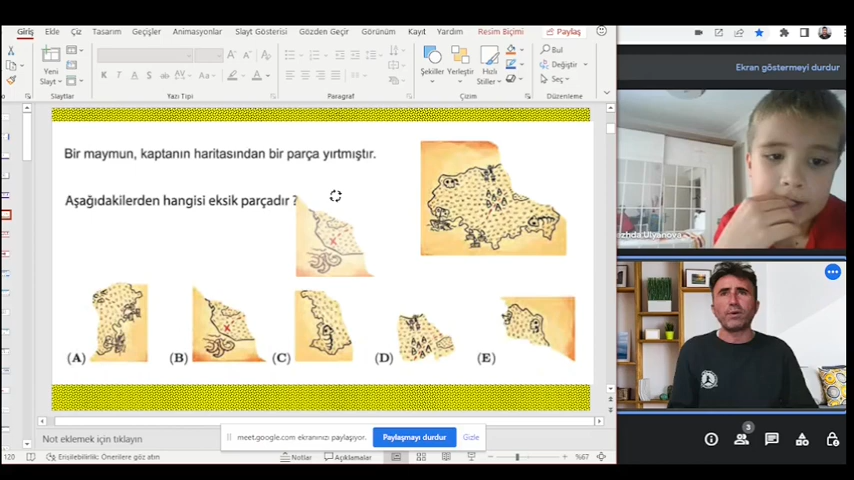 Giriş Ekle Çiz Tasarım Geçişler Animasyonlar Slayt Gösterisi Gözden Geçir Görünüm Kayıt Yardım Resim Biçimi Paylaş
Yeni
Slayt
Şekiller Yerleştir Hızlı
Stiller
Bul
Değiştir
Seç
Slaytlar Yazı Tipi Paragraf Çizim Düzenleme
Ekran göstermeyi durdur
Bir maymun, kaptanın haritasından bir parça yırtmıştır.
Aşağıdakilerden hangisi eksik parçadır ?
(A) (B) (C) (D) (E)
Ulyanova
Not eklemek için tıklayın
meet.google.com ekranınızı paylaşıyor. Paylaşmayı durdur Gizle
3
120 Erişilebilirlik: Önerilere göz atın Notlar Açıklamalar %67